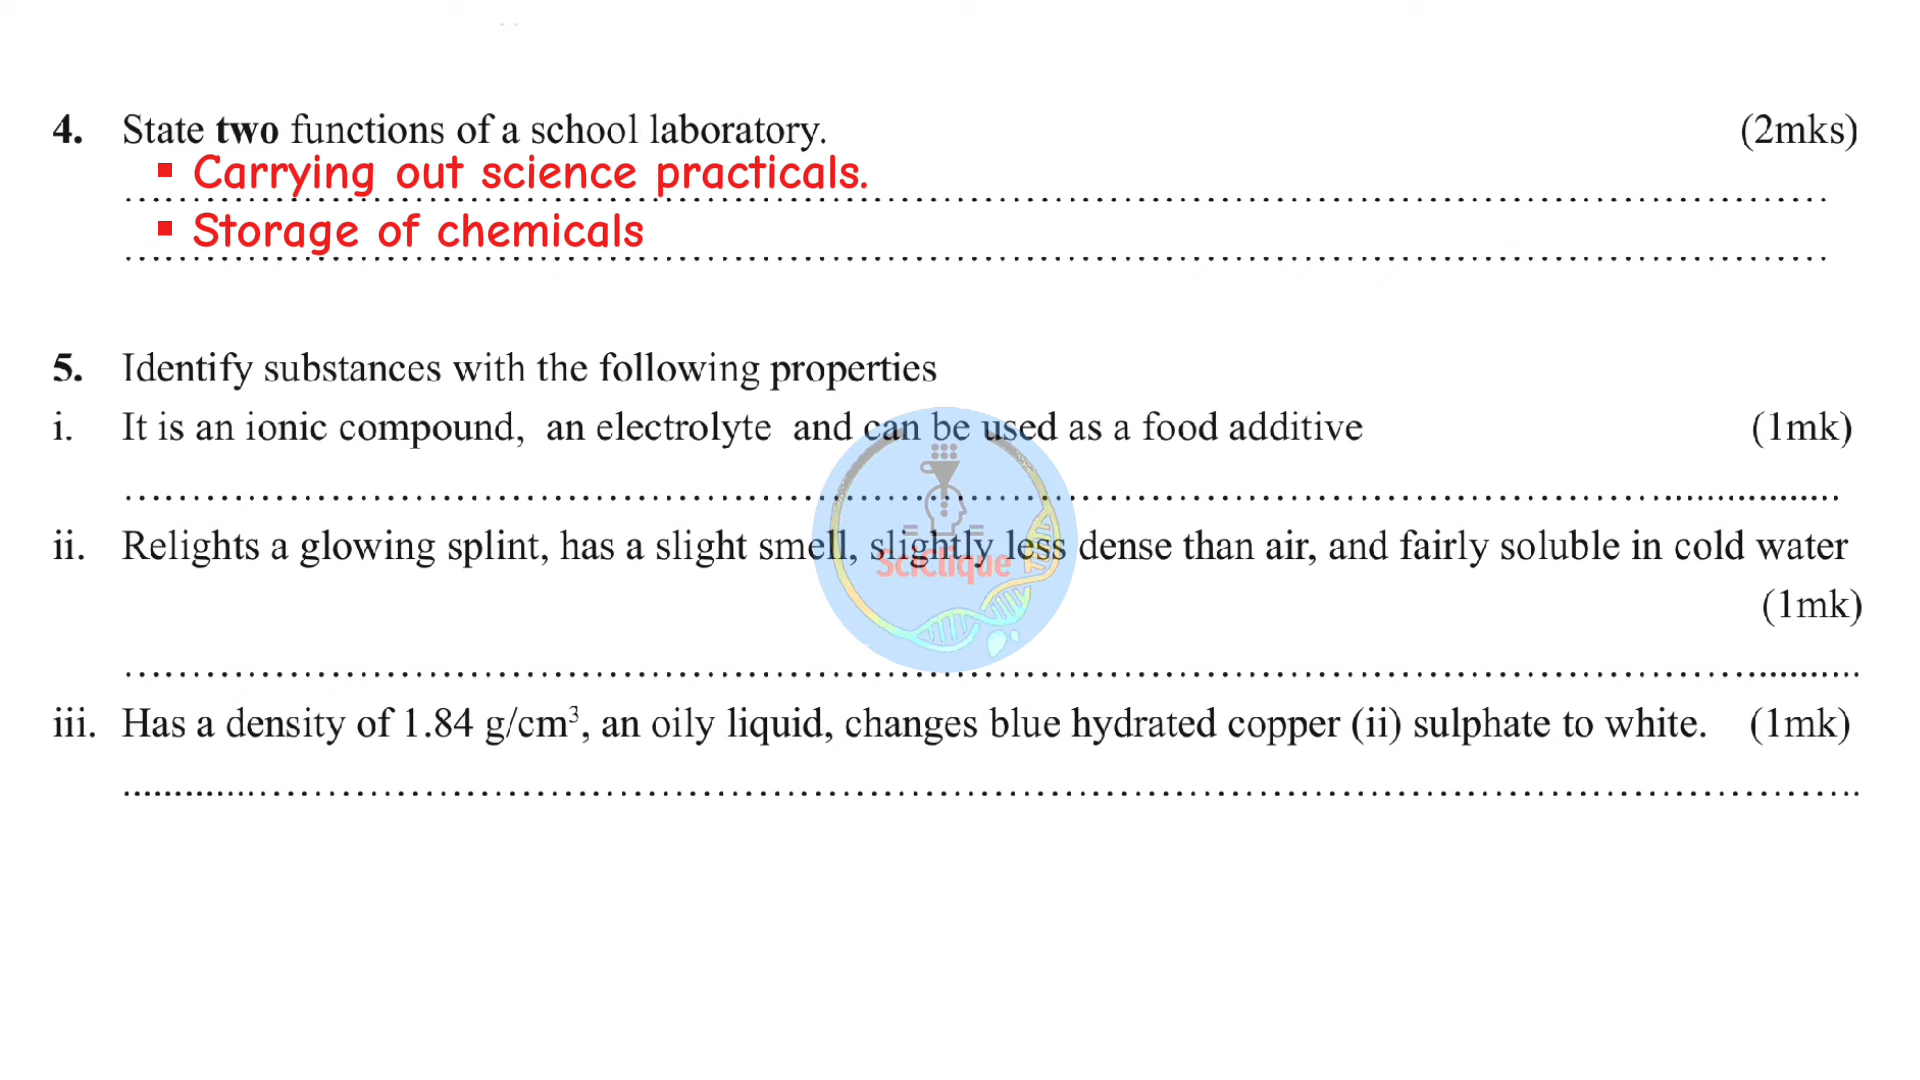 4. State two functions of a school laboratory. (2mks)
▪ Carrying out science practicals.
▪ Storage of chemicals
5. Identify substances with the following properties
i. It is an ionic compound, an electrolyte and can be used as a food additive (1mk)
ii. Relights a glowing splint, has a slight smell, slightly less dense than air, and fairly soluble in cold water
SciClique
(1mk)
iii. Has a density of 1.84 g/cm³, an oily liquid, changes blue hydrated copper (ii) sulphate to white. (1mk)